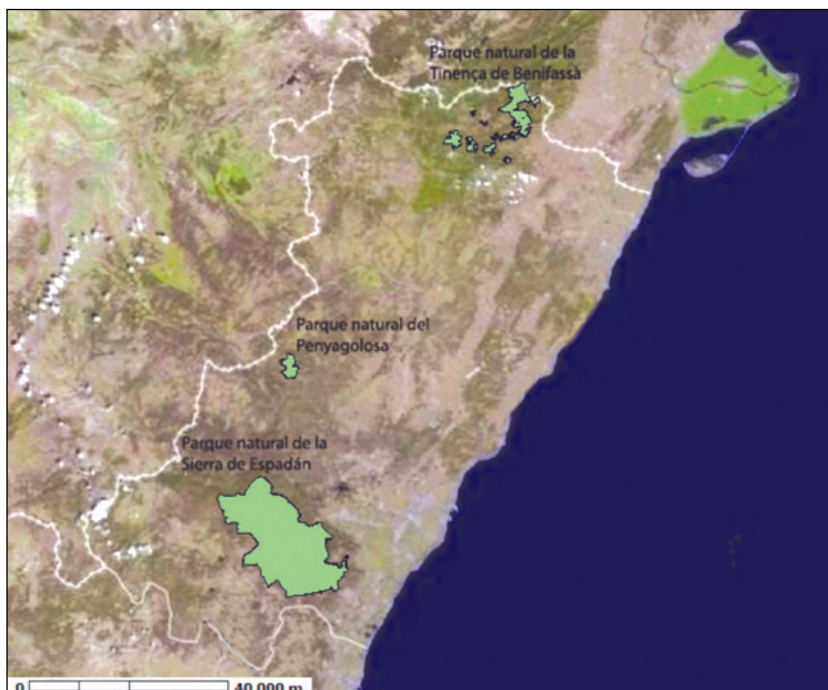 Parque natural de la
Tinença de Benifassà
Parque natural del
Penyagolosa
Parque natural de la
Sierra de Espadán
0 40.000 m